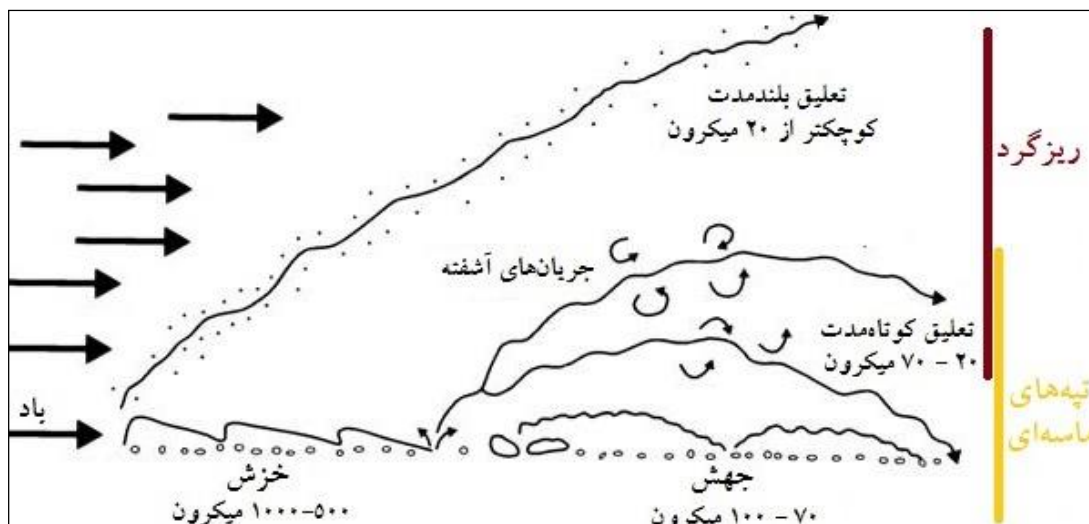 تعلیق بلندمدت
کوچکتر از ۲۰ میکرون
ریزگرد
جریان‌های آشفته
تعلیق کوتاه‌مدت
۲۰ - ۷۰ میکرون
تپه‌های
ماسه‌ای
باد
خزش
۵۰۰-۱۰۰۰ میکرون
جهش
۷۰ - ۱۰۰ میکرون